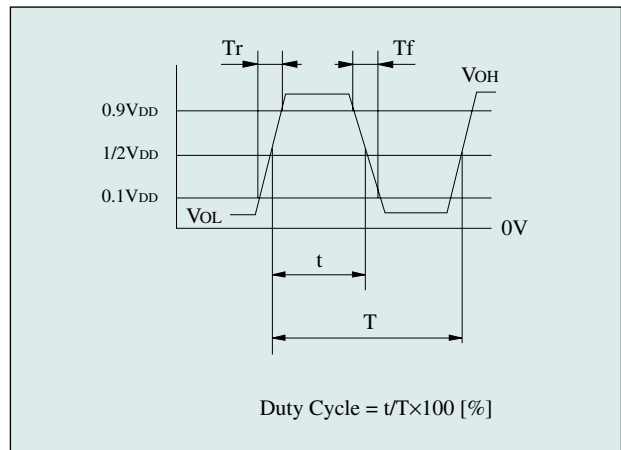 Tr Tf
VOH
0.9VDD
1/2VDD
0.1VDD
VOL
0V
t
T
Duty Cycle = t/T×100 [%]